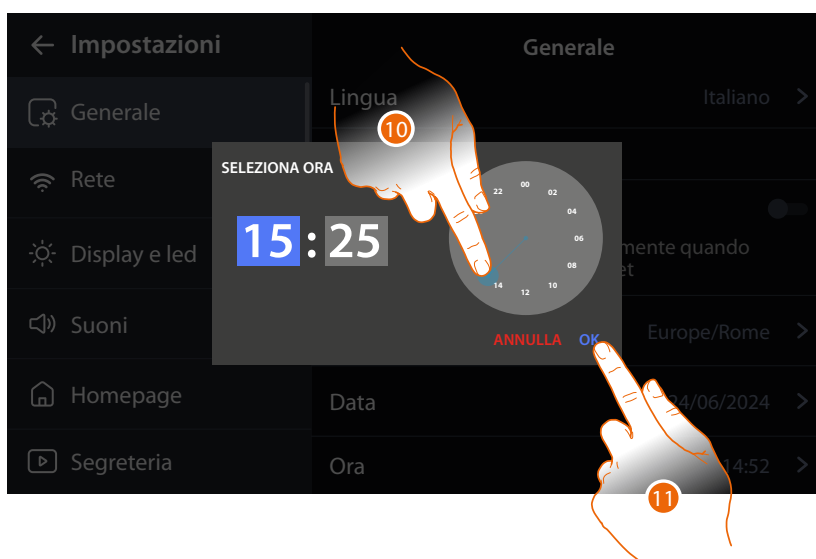 Impostazioni
Generale
Generale
Rete
Display e led
Suoni
Homepage
Segreteria
Lingua
Italiano
mente quando
et
Europe/Rome
Data
24/06/2024
Ora
14:52
SELEZIONA ORA
15 : 25
00
02
04
06
08
10
12
14
22
ANNULLA OK
10
11